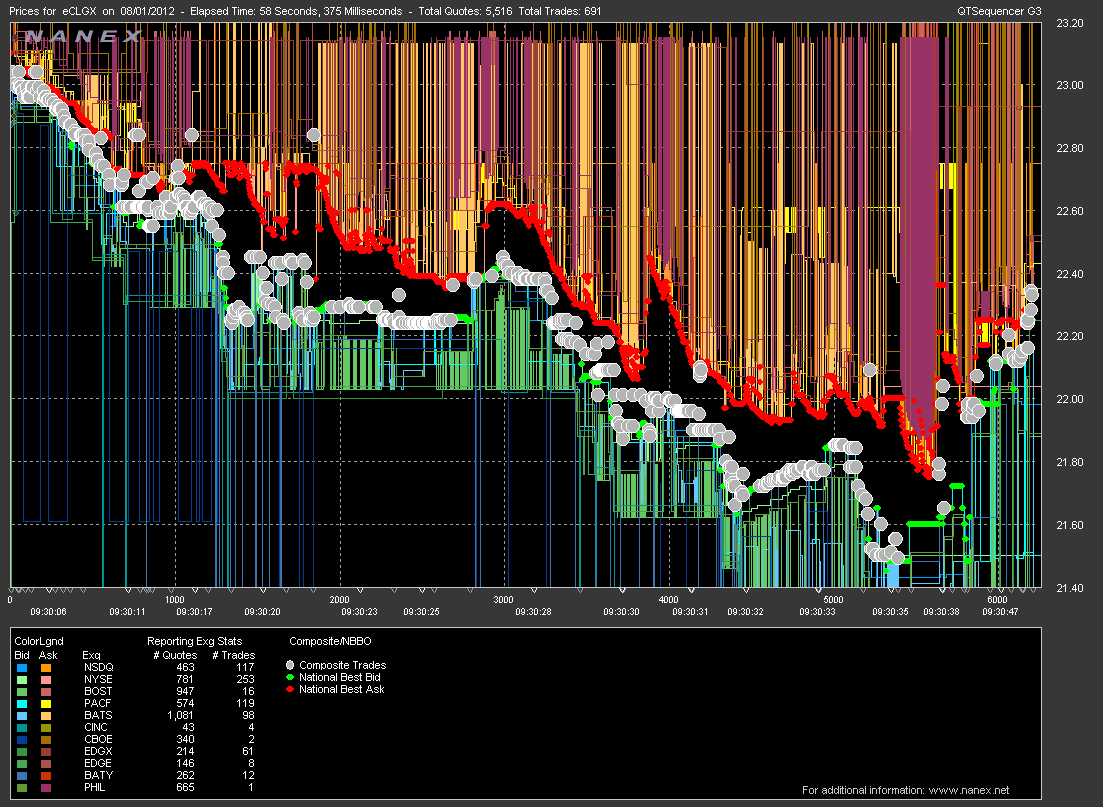 Prices for eCLGX on 08/01/2012 - Elapsed Time: 58 Seconds, 375 Milliseconds - Total Quotes: 5,516 Total Trades: 691 QTSequencer G3
NANEX
23.20
23.00
22.80
22.60
22.40
22.20
22.00
21.80
21.60
21.40
0 1000 2000 3000 4000 5000 6000
09:30:06 09:30:11 09:30:17 09:30:20 09:30:23 09:30:25 09:30:28 09:30:30 09:30:31 09:30:32 09:30:33 09:30:35 09:30:38 09:30:47
ColorLgnd Reporting Exg Stats Composite/NBBO
Bid Ask Exg # Quotes # Trades
NSDQ 463 117
NYSE 781 253
BOST 947 16
PACF 574 119
BATS 1,081 98
CINC 43 4
CBOE 340 2
EDGX 214 61
EDGE 146 8
BATY 262 12
PHIL 665 1
Composite Trades
National Best Bid
National Best Ask
For additional information: www.nanex.net